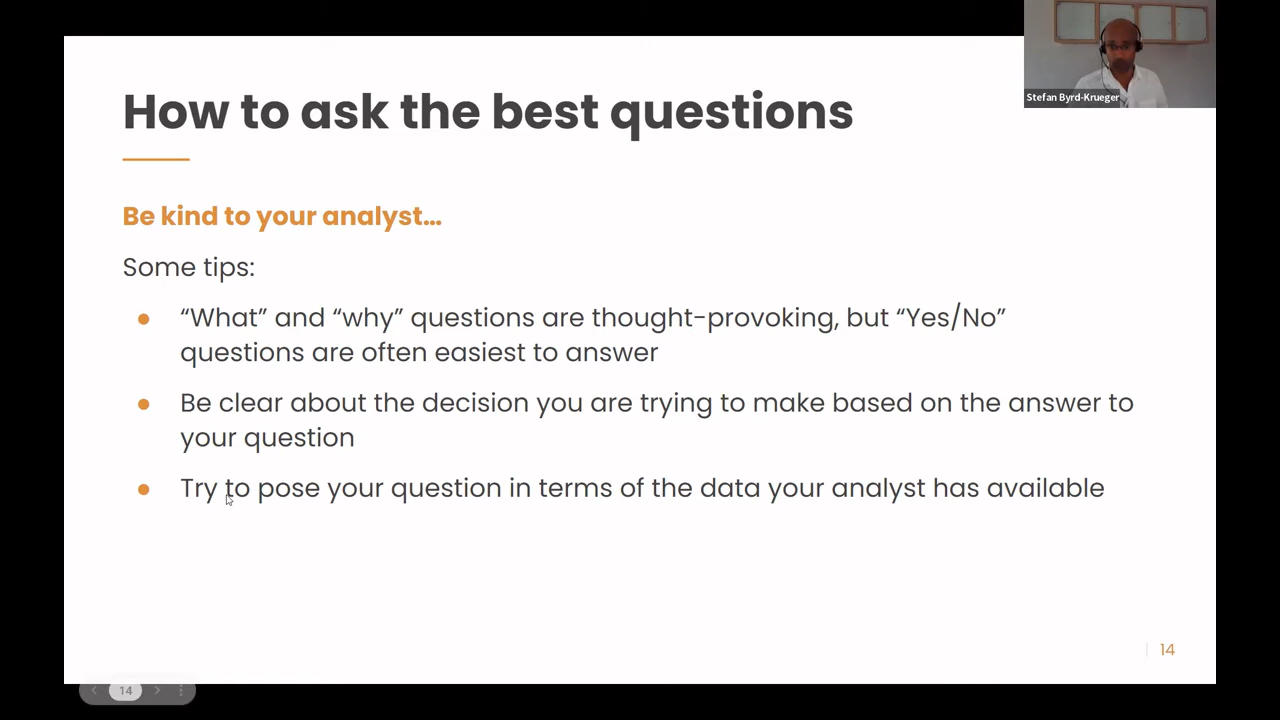 How to ask the best questions
Stefan Byrd-Krueger
Be kind to your analyst…
Some tips:
● “What” and “why” questions are thought-provoking, but “Yes/No”
questions are often easiest to answer
● Be clear about the decision you are trying to make based on the answer to
your question
● Try to pose your question in terms of the data your analyst has available
14
14